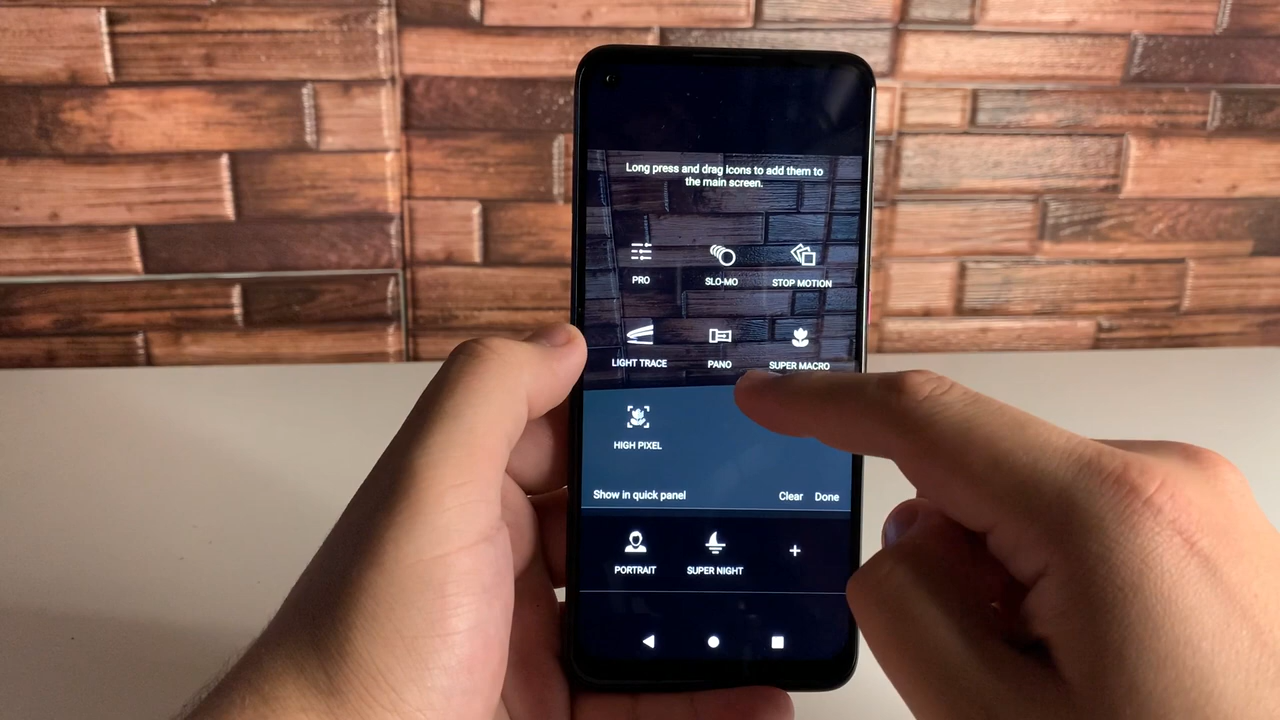 Long press and drag icons to add them to
the main screen.
PRO
SLO-MO
STOP MOTION
LIGHT TRACE
PANO
SUPER MACRO
HIGH PIXEL
Show in quick panel
Clear
Done
PORTRAIT
SUPER NIGHT
+